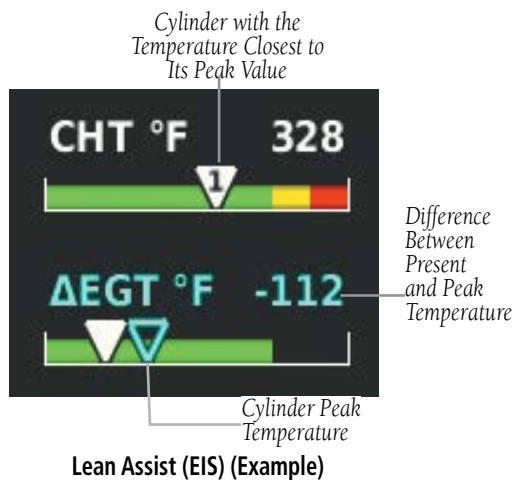 Cylinder with the
Temperature Closest to
Its Peak Value
CHT °F 328
1
Difference
Between
Present
and Peak
Temperature
ΔEGT °F -112
Cylinder Peak
Temperature
Lean Assist (EIS) (Example)